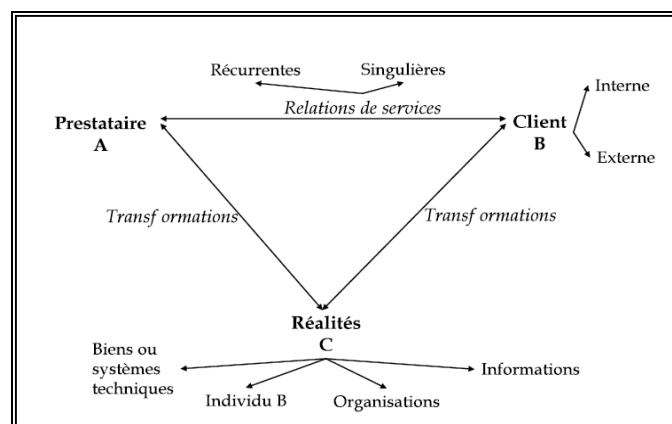 Récurrentes
Singulières
Interne
Relations de services
Prestataire
A
Client
B
Externe
Transf ormations
Transf ormations
Réalités
C
Biens ou
systèmes
techniques
Informations
Individu B
Organisations